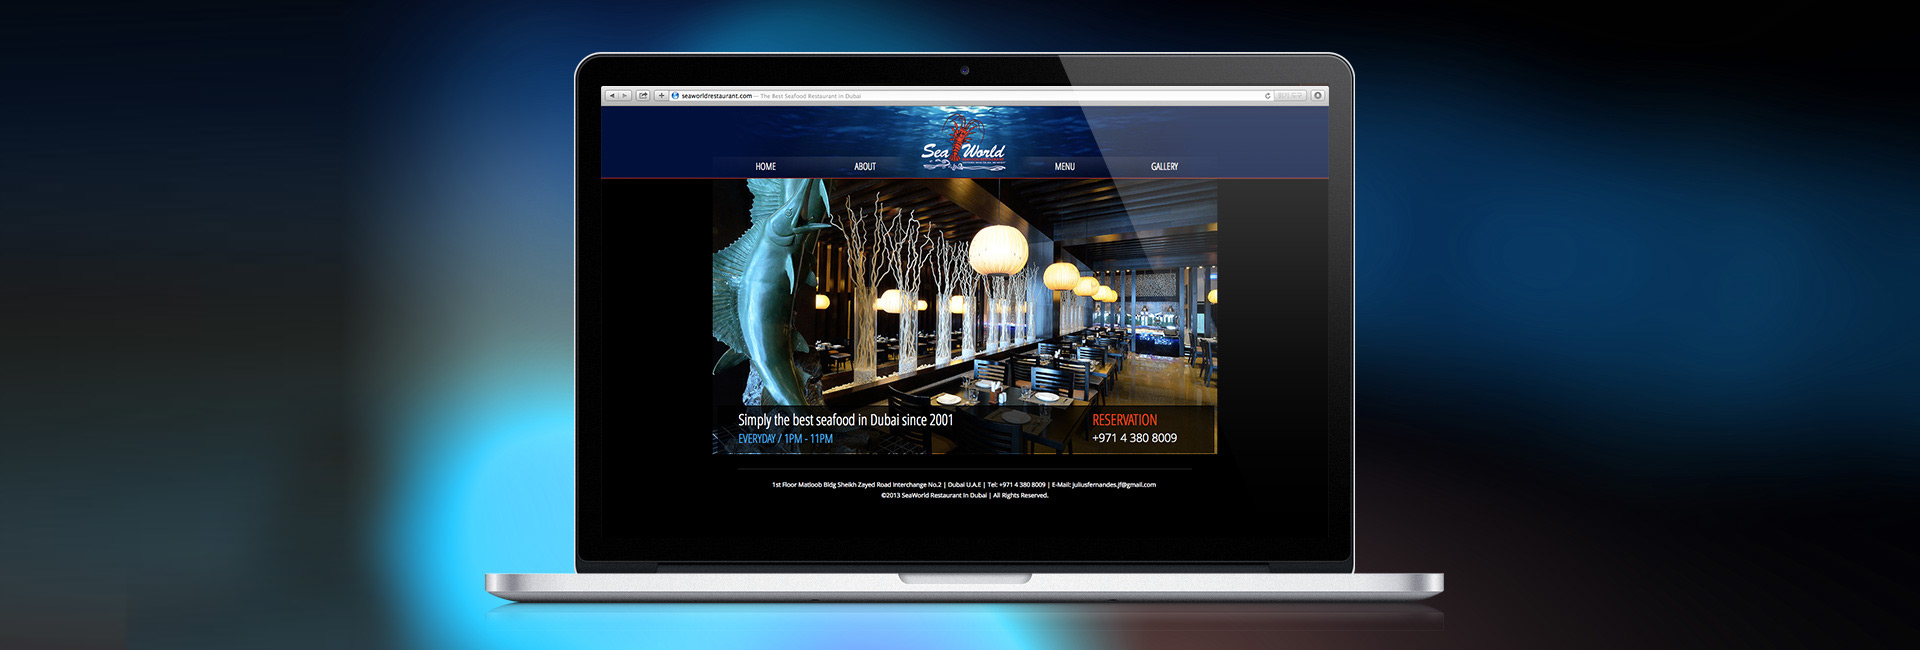 seaworldrestaurant.com — The Best Seafood Restaurant in Dubai
Sea World
HOME ABOUT MENU GALLERY
Simply the best seafood in Dubai since 2001
EVERYDAY / 1PM - 11PM
RESERVATION
+971 4 380 8009
1st Floor Matloob Bldg Sheikh Zayed Road Interchange No.2 | Dubai U.A.E | Tel: +971 4 380 8009 | E-Mail: juliusfernandes.jf@gmail.com
©2013 SeaWorld Restaurant In Dubai | All Rights Reserved.